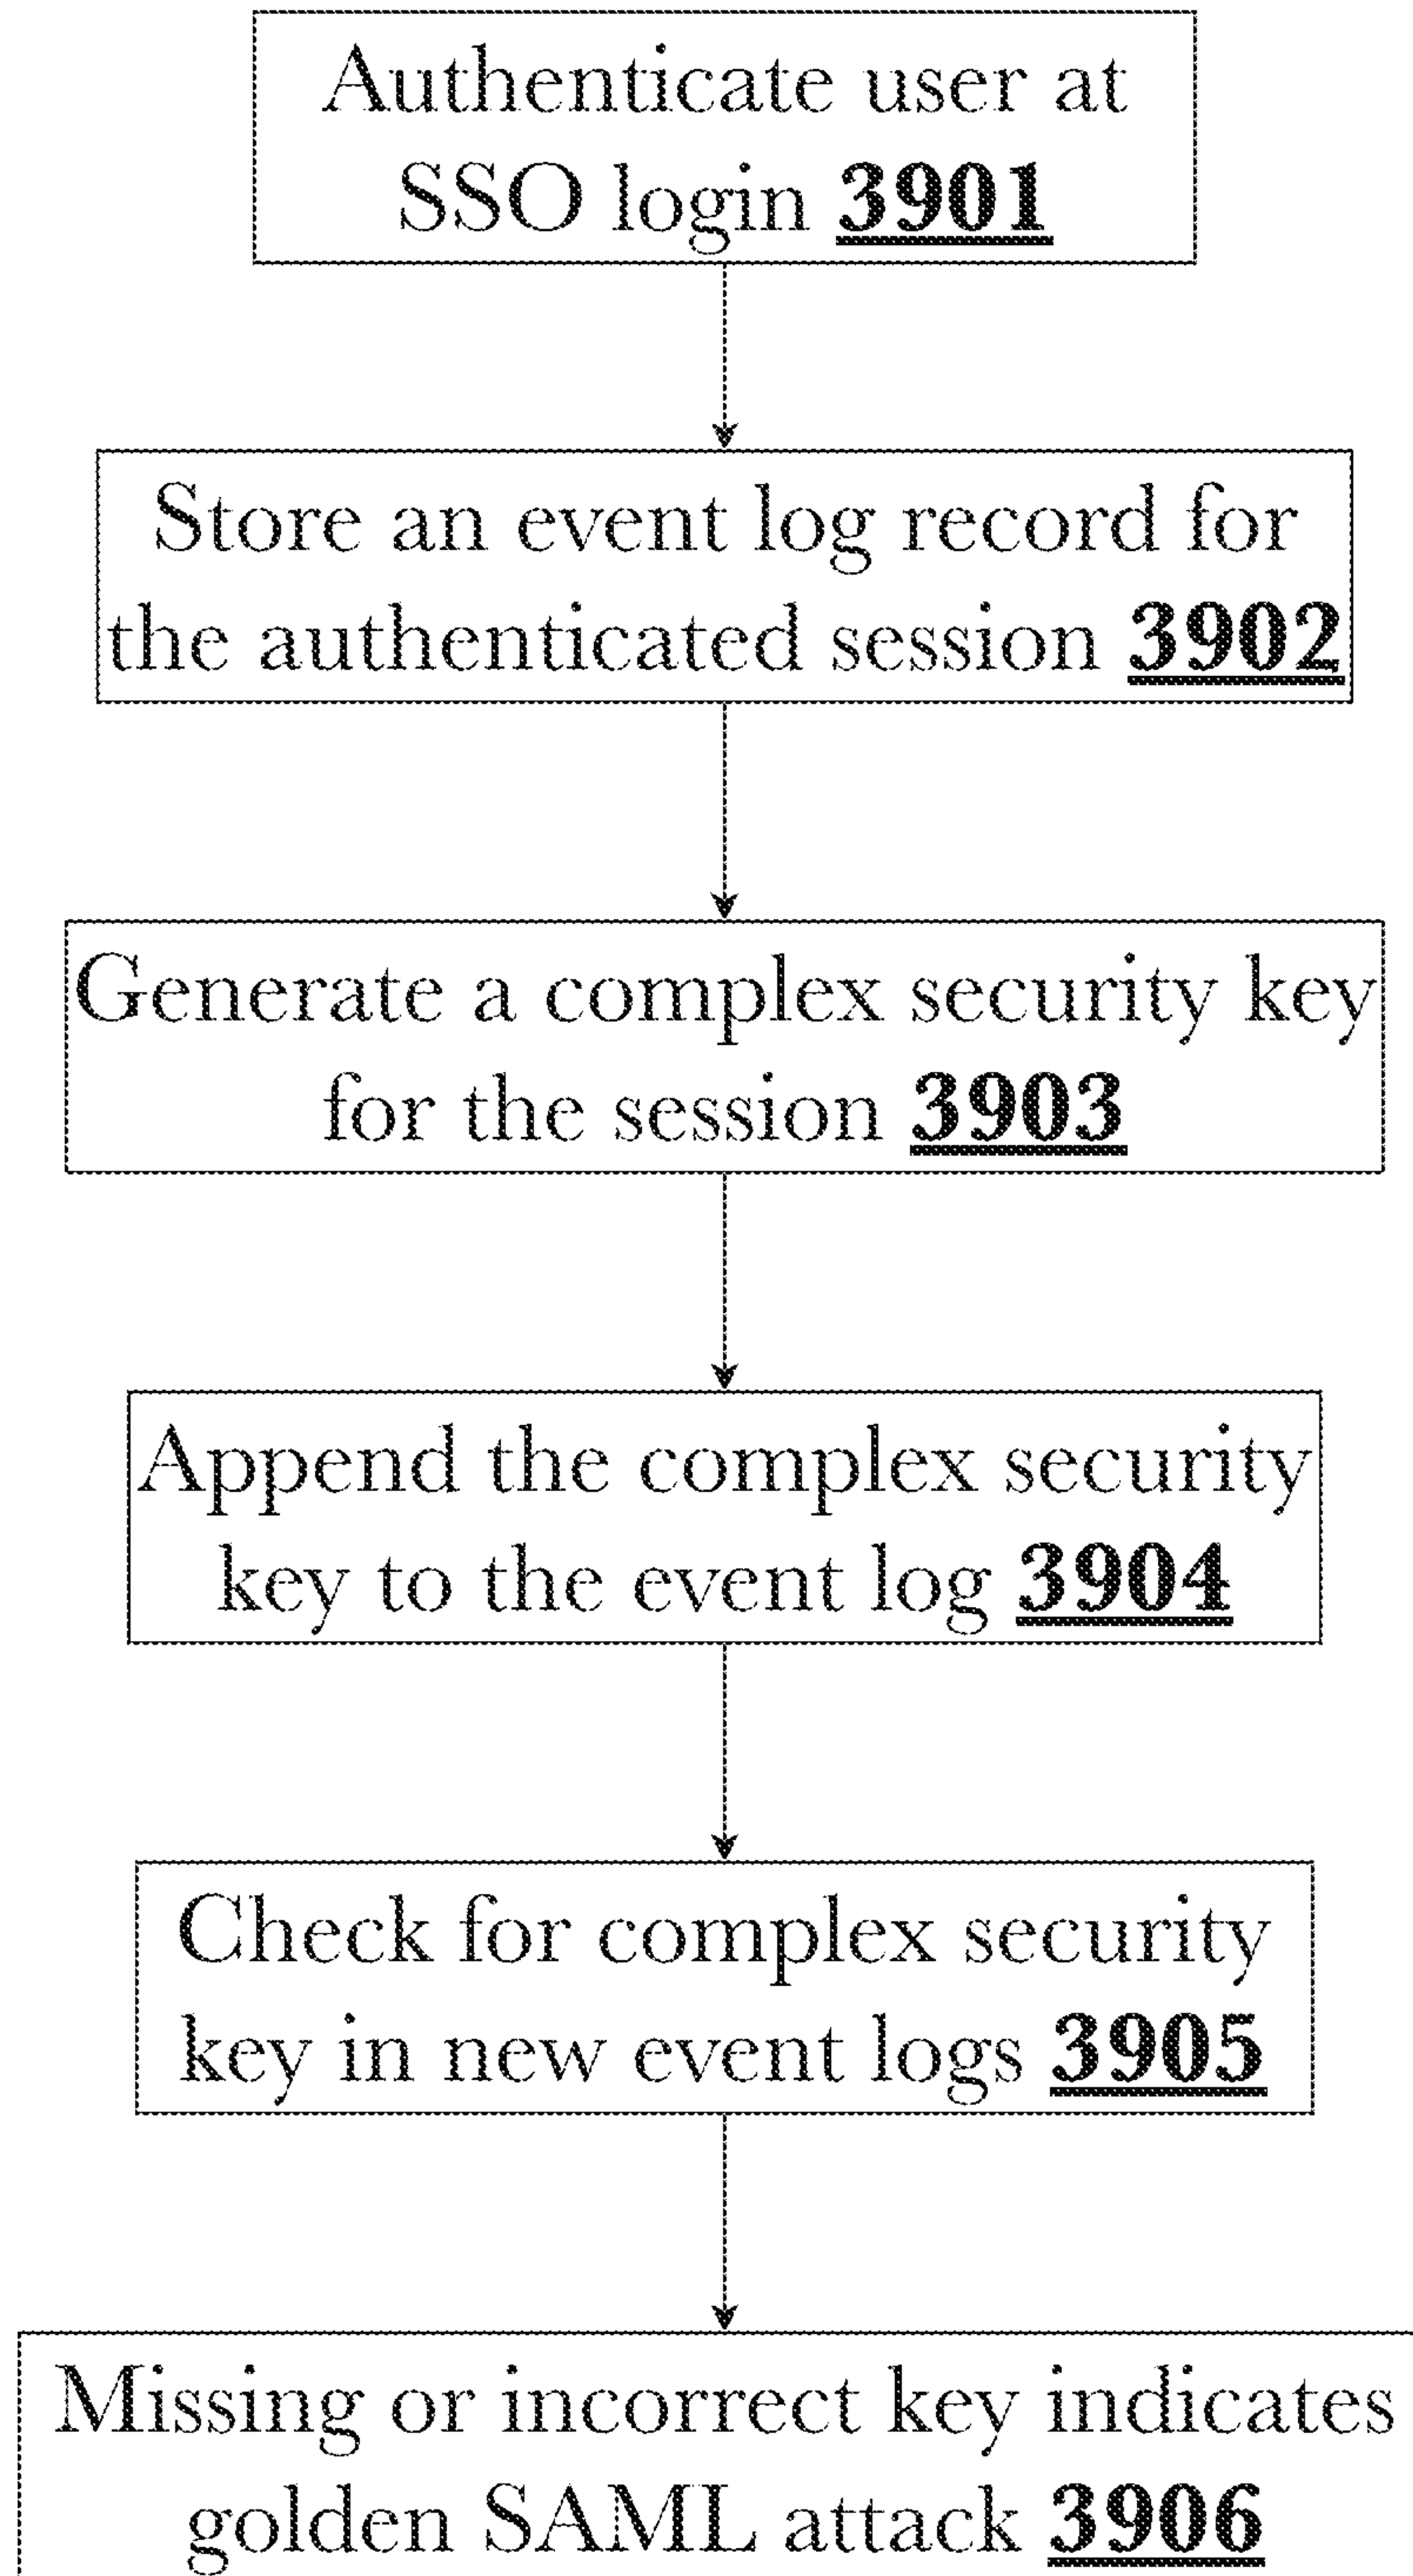 Authenticate user at
SSO login 3901
Store an event log record for
the authenticated session 3902
Generate a complex security key
for the session 3903
Append the complex security
key to the event log 3904
Check for complex security
key in new event logs 3905
Missing or incorrect key indicates
golden SAML attack 3906